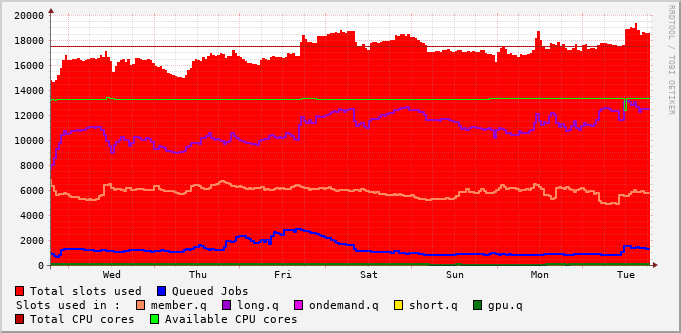 RRDTOOL / TOBI OETIKER
20000
18000
16000
14000
12000
10000
8000
6000
4000
2000
0
Wed Thu Fri Sat Sun Mon Tue
Total slots used Queued Jobs
Slots used in : member.q long.q ondemand.q short.q gpu.q
Total CPU cores Available CPU cores